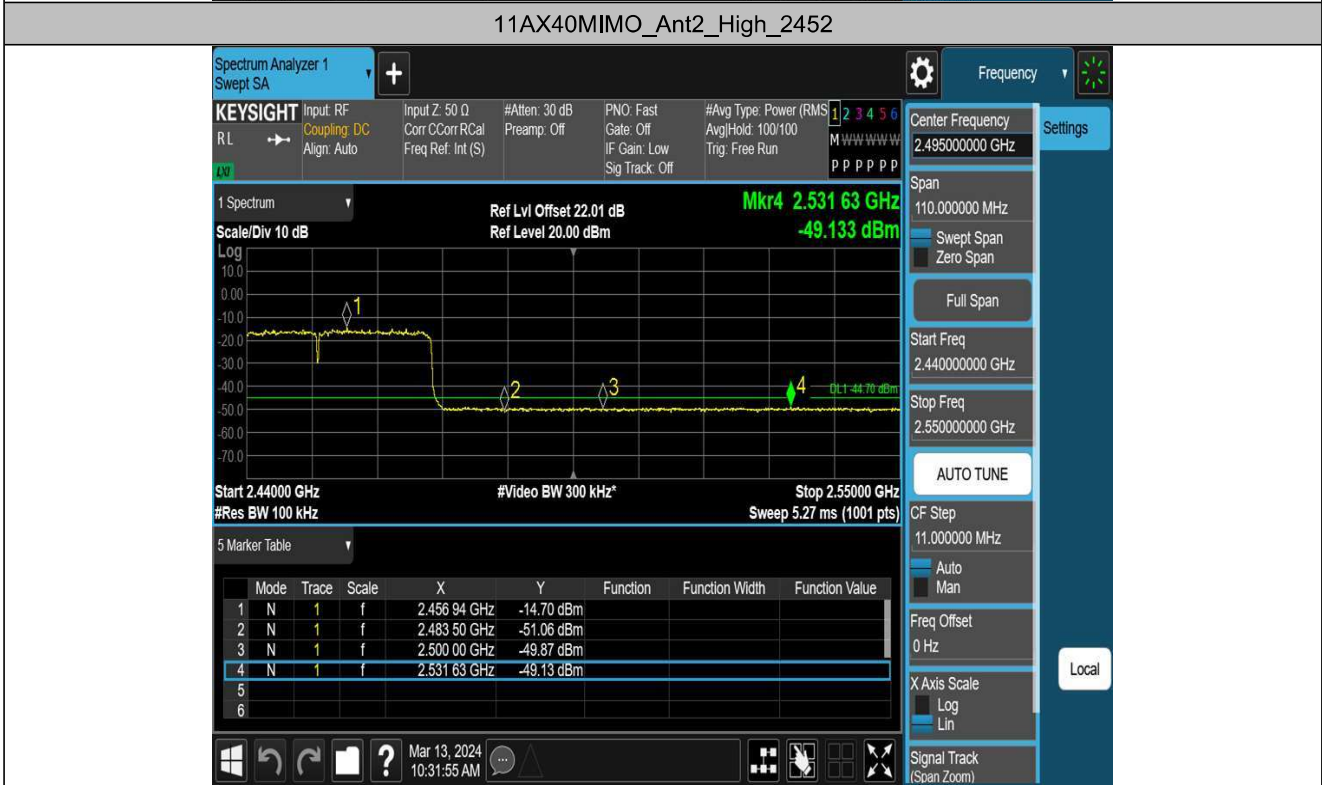 11AX40MIMO_Ant2_High_2452
Spectrum Analyzer 1
Swept SA
+
Frequency
KEYSIGHT
RL
LXI
Input: RF
Coupling: DC
Align: Auto
Input Z: 50 Ω
Corr CCorr RCal
Freq Ref: Int (S)
#Atten: 30 dB
Preamp: Off
PNO: Fast
Gate: Off
IF Gain: Low
Sig Track: Off
#Avg Type: Power (RMS
Avg|Hold: 100/100
Trig: Free Run
1 2 3 4 5 6
M W W W W W
P P P P P P
Center Frequency
2.495000000 GHz
Settings
Span
110.000000 MHz
Swept Span
Zero Span
Full Span
Start Freq
2.440000000 GHz
Stop Freq
2.550000000 GHz
AUTO TUNE
CF Step
11.000000 MHz
Auto
Man
Freq Offset
0 Hz
X Axis Scale
Log
Lin
Signal Track
(Span Zoom)
Local
1 Spectrum
Scale/Div 10 dB
Ref Lvl Offset 22.01 dB
Ref Level 20.00 dBm
Mkr4 2.531 63 GHz
-49.133 dBm
Log
10.0
0.00
-10.0
-20.0
-30.0
-40.0
-50.0
-60.0
-70.0
1
2
3
4
DL1 -44.70 dBm
Start 2.44000 GHz
#Video BW 300 kHz*
Stop 2.55000 GHz
#Res BW 100 kHz
Sweep 5.27 ms (1001 pts)
5 Marker Table
Mode Trace Scale X Y Function Function Width Function Value
1 N 1 f 2.456 94 GHz -14.70 dBm
2 N 1 f 2.483 50 GHz -51.06 dBm
3 N 1 f 2.500 00 GHz -49.87 dBm
4 N 1 f 2.531 63 GHz -49.13 dBm
5
6
?
Mar 13, 2024
10:31:55 AM